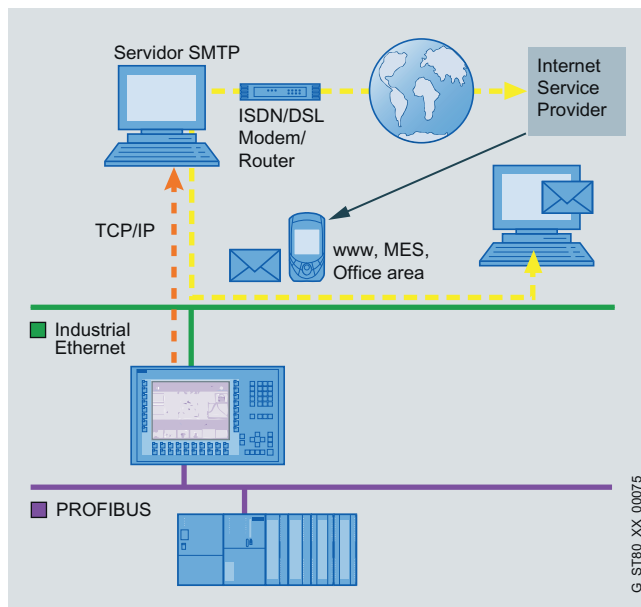 Servidor SMTP
ISDN/DSL
Modem/
Router
Internet
Service
Provider
TCP/IP
www, MES,
Office area
Industrial
Ethernet
PROFIBUS
G_ST80_XX_00075